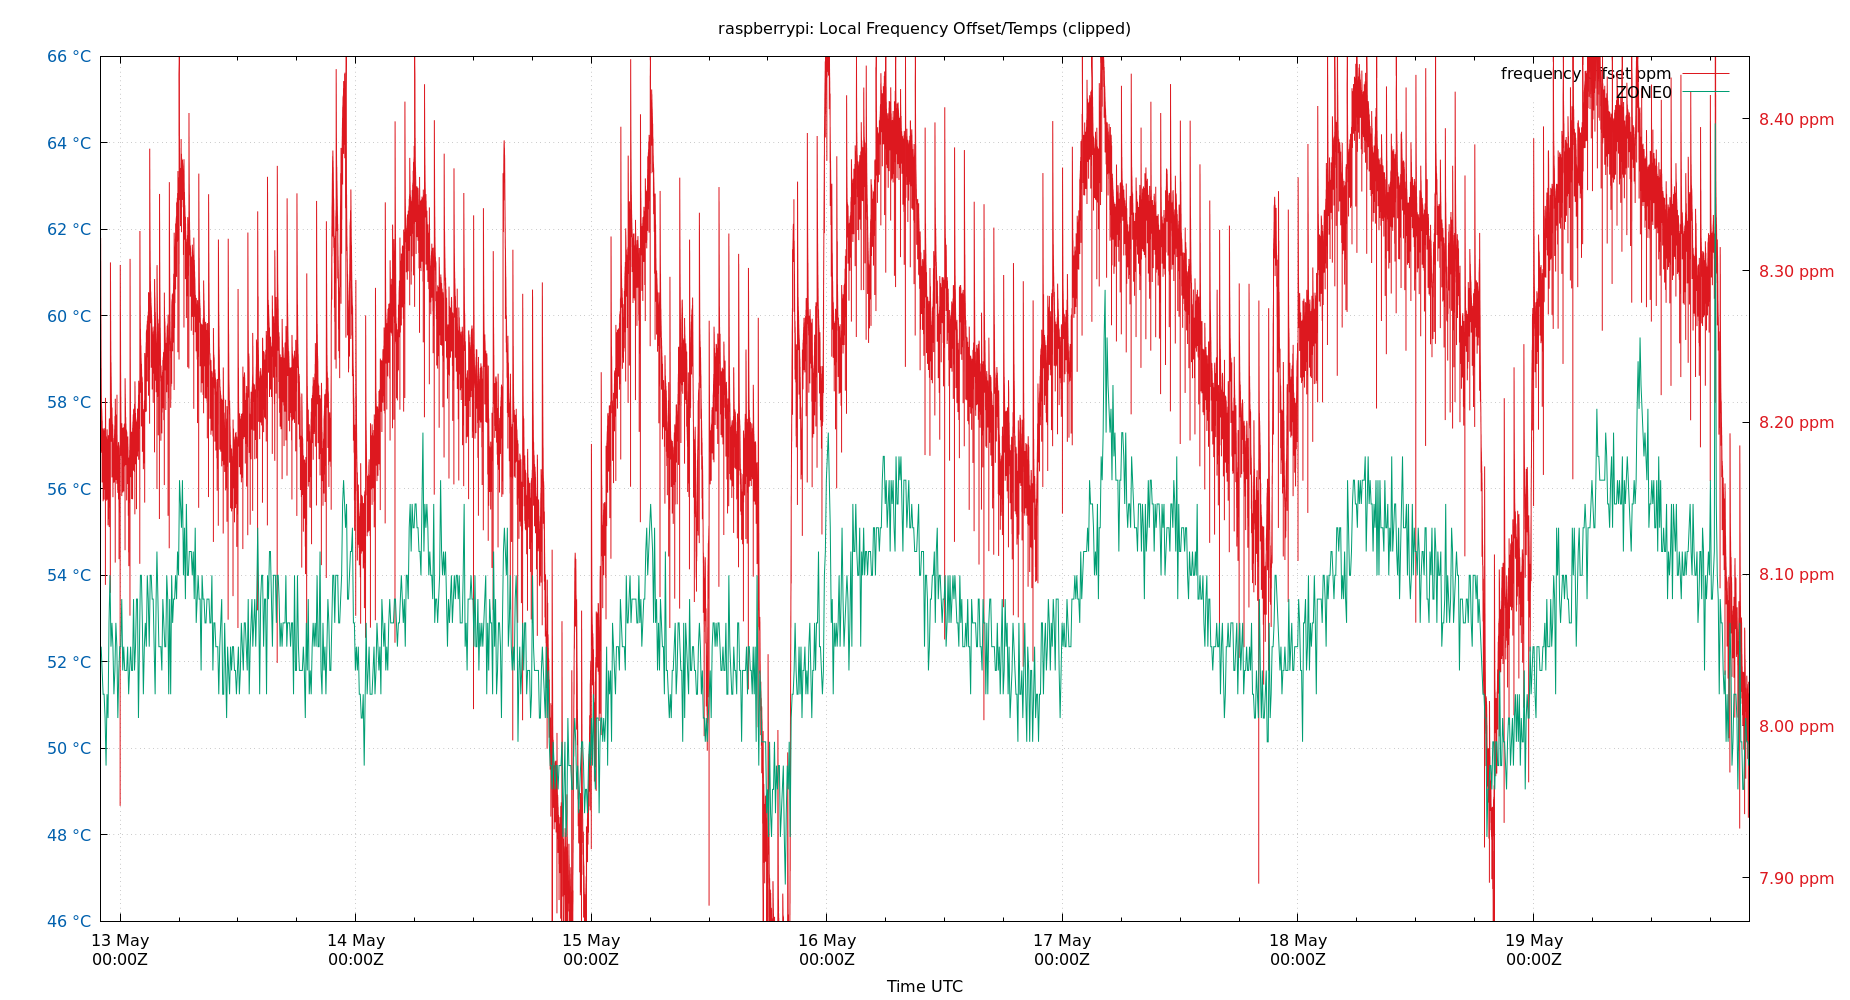 raspberrypi: Local Frequency Offset/Temps (clipped)
66 °C
64 °C
62 °C
60 °C
58 °C
56 °C
54 °C
52 °C
50 °C
48 °C
46 °C
frequency fset ppm
ZONE0
8.40 ppm
8.30 ppm
8.20 ppm
8.10 ppm
8.00 ppm
7.90 ppm
13 May
00:00Z
14 May
00:00Z
15 May
00:00Z
16 May
00:00Z
17 May
00:00Z
18 May
00:00Z
19 May
00:00Z
Time UTC